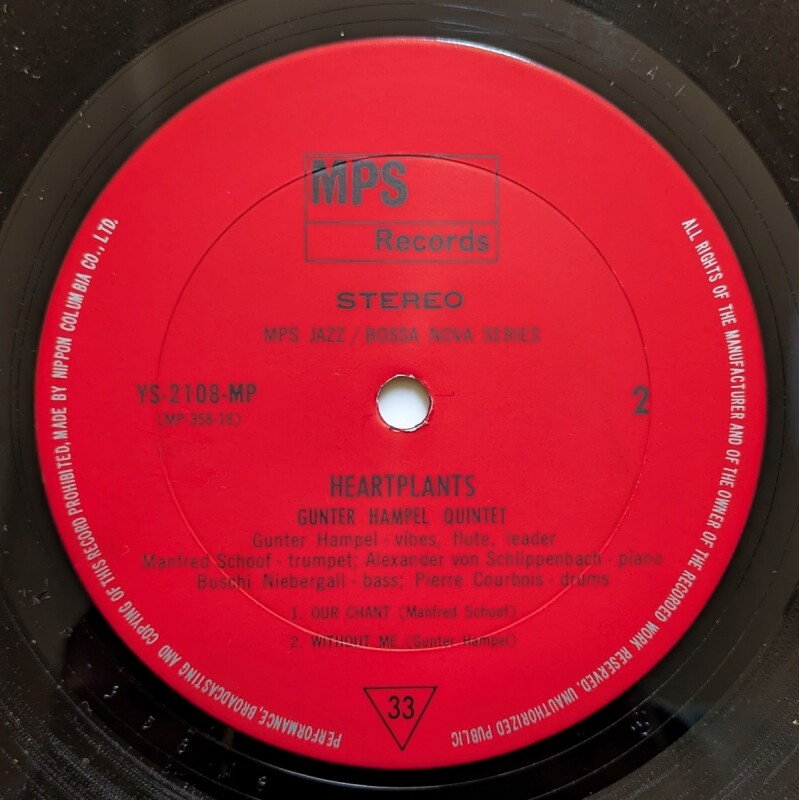 MPS
Records
STEREO
MPS JAZZ / BOSSA NOVA SERIES
YS-2108-MP
(MP-358-1B)
2
HEARTPLANTS
GUNTER HAMPEL QUINTET
Gunter Hampel - vibes, flute, leader
Manfred Schoof - trumpet; Alexander von Schlippenbach - piano
Buschi Niebergall - bass; Pierre Courbois - drums
1. OUR CHANT (Manfred Schoof)
2. WITHOUT ME (Gunter Hampel)
33
ALL RIGHTS OF THE MANUFACTURER AND OF THE OWNER OF THE RECORDED WORK RESERVED. UNAUTHORIZED PUBLIC
PERFORMANCE, BROADCASTING AND COPYING OF THIS RECORD PROHIBITED, MADE BY NIPPON COLUMBIA CO., LTD.